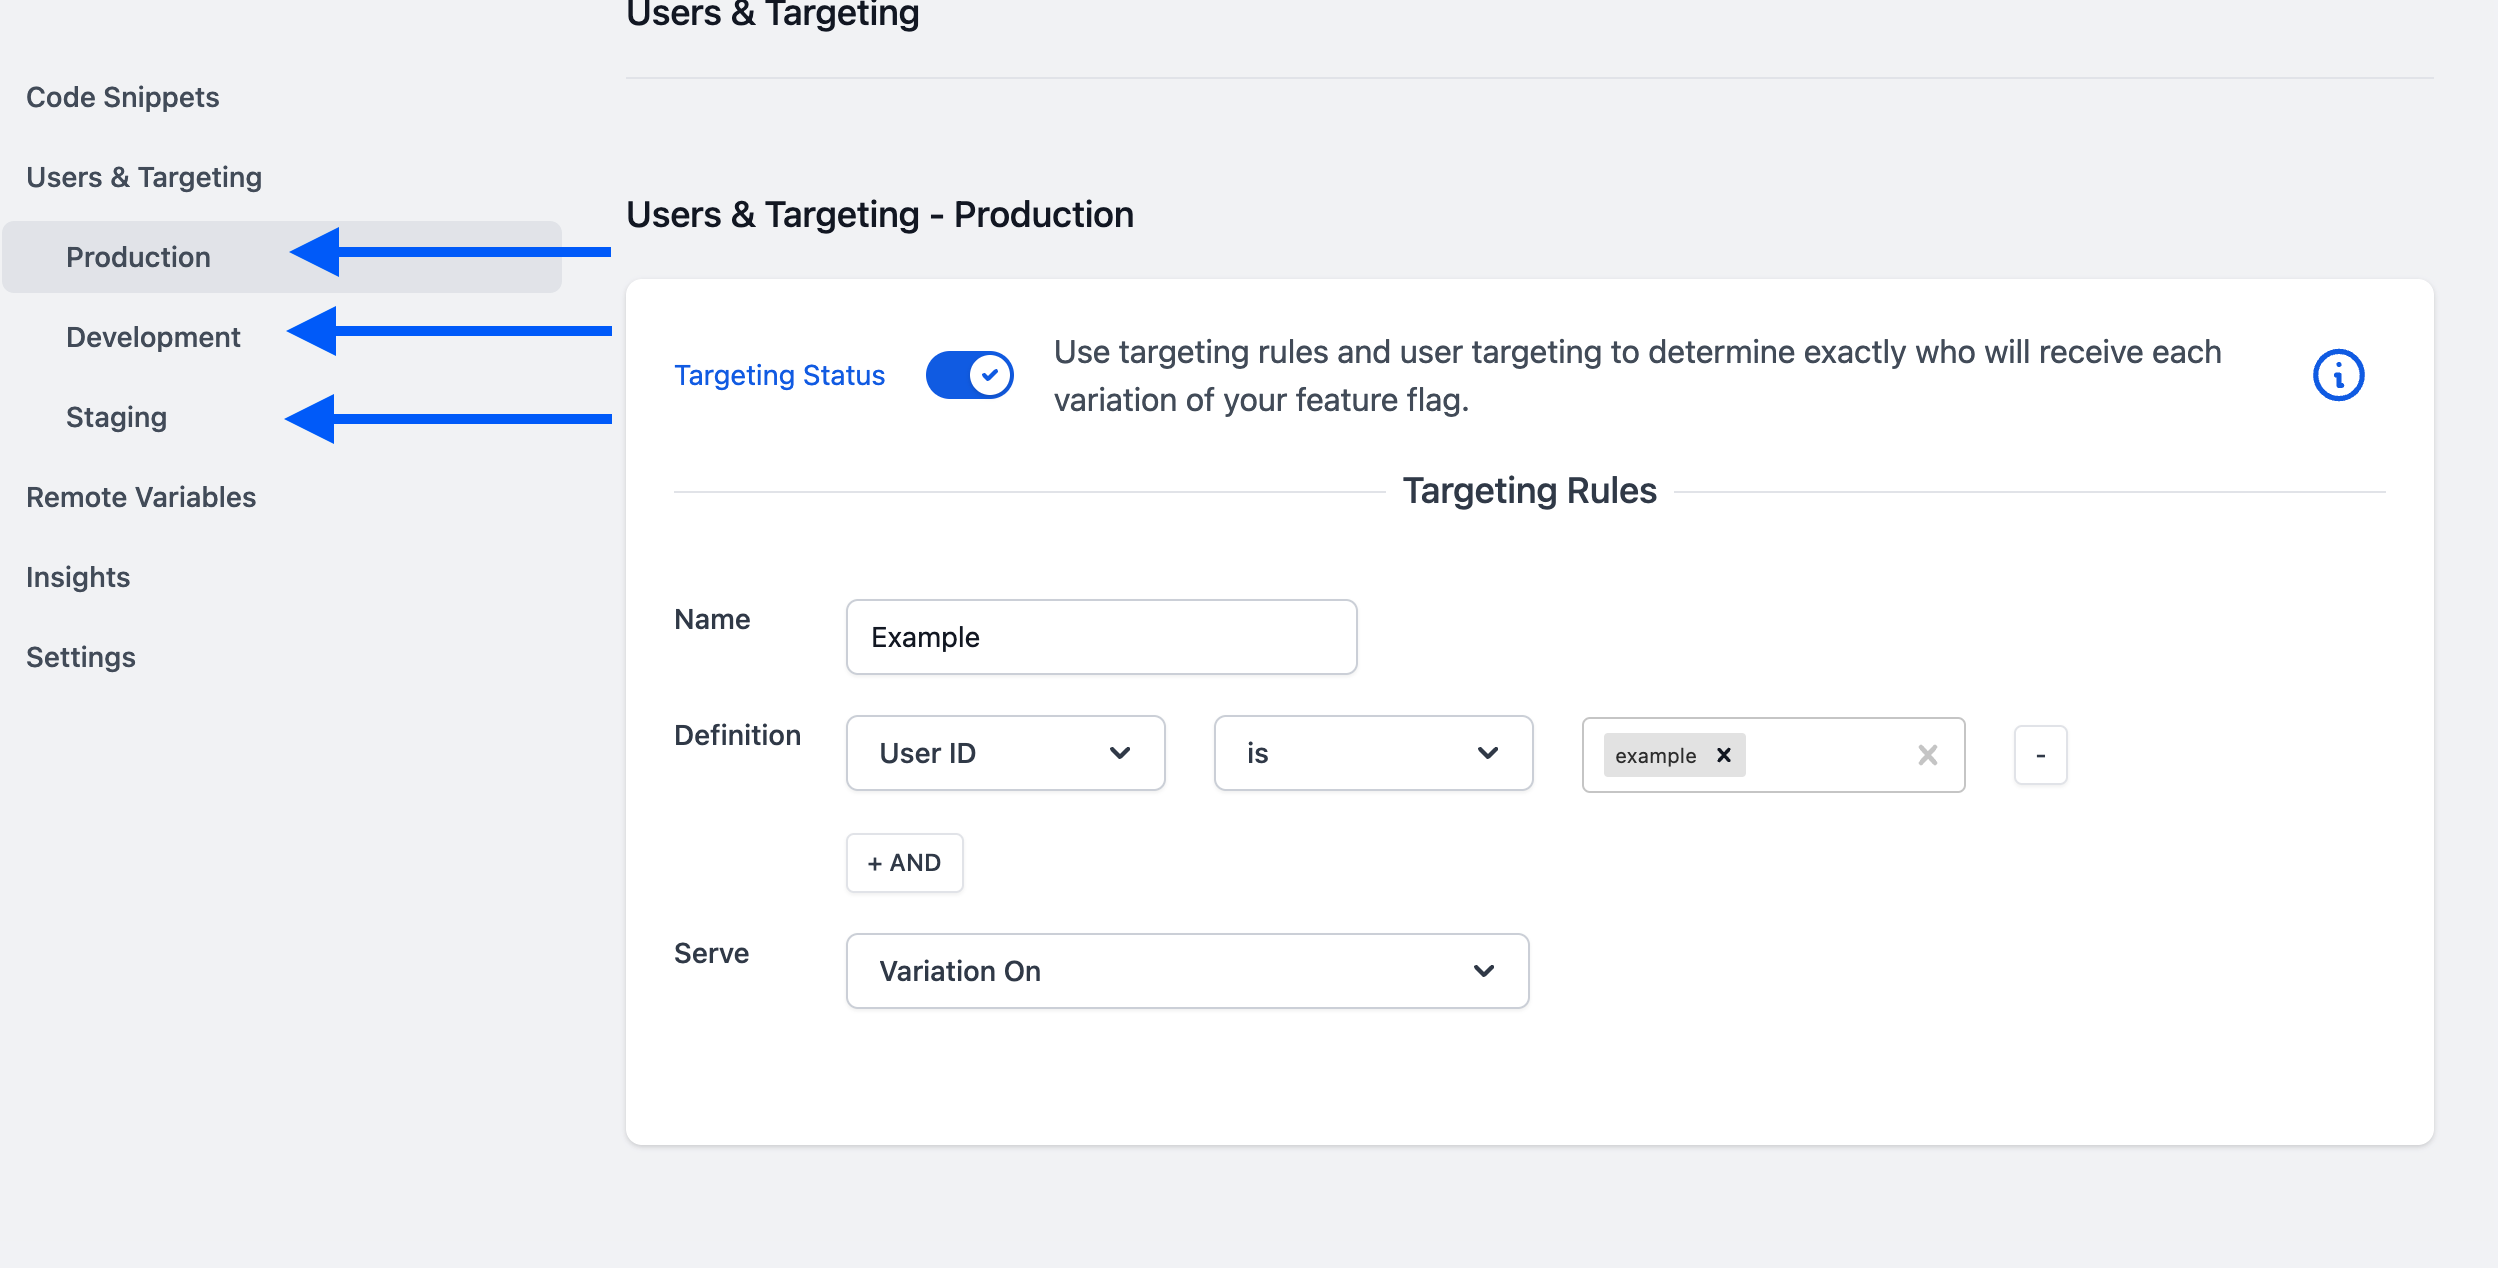 Users & Targeting
Code Snippets
Users & Targeting
Production
Development
Staging
Remote Variables
Insights
Settings
Users & Targeting - Production
Targeting Status
Use targeting rules and user targeting to determine exactly who will receive each
variation of your feature flag.
Targeting Rules
Name
Example
Definition
User ID
is
example
-
+ AND
Serve
Variation On